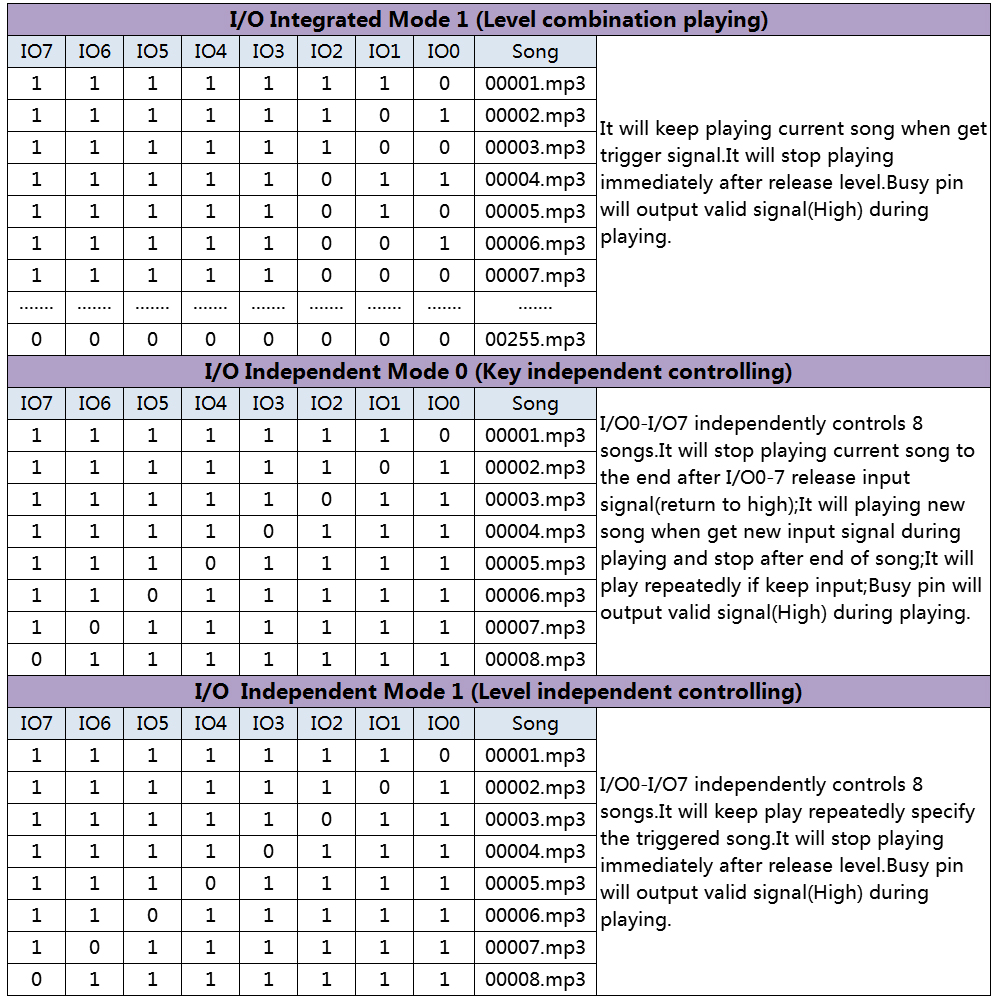 I/O Integrated Mode 1 (Level combination playing)
IO7 IO6 IO5 IO4 IO3 IO2 IO1 IO0 Song
1 1 1 1 1 1 1 0 00001.mp3
1 1 1 1 1 1 0 1 00002.mp3
1 1 1 1 1 1 0 0 00003.mp3
1 1 1 1 1 0 1 1 00004.mp3
1 1 1 1 1 0 1 0 00005.mp3
1 1 1 1 1 0 0 1 00006.mp3
1 1 1 1 1 0 0 0 00007.mp3
....... ....... ....... ....... ....... ....... ....... ....... .......
0 0 0 0 0 0 0 0 00255.mp3
It will keep playing current song when get
trigger signal.It will stop playing
immediately after release level.Busy pin
will output valid signal(High) during
playing.
I/O Independent Mode 0 (Key independent controlling)
IO7 IO6 IO5 IO4 IO3 IO2 IO1 IO0 Song
1 1 1 1 1 1 1 0 00001.mp3
1 1 1 1 1 1 0 1 00002.mp3
1 1 1 1 1 0 1 1 00003.mp3
1 1 1 1 0 1 1 1 00004.mp3
1 1 1 0 1 1 1 1 00005.mp3
1 1 0 1 1 1 1 1 00006.mp3
1 0 1 1 1 1 1 1 00007.mp3
0 1 1 1 1 1 1 1 00008.mp3
I/O0-I/O7 independently controls 8
songs.It will stop playing current song to
the end after I/O0-7 release input
signal(return to high);It will playing new
song when get new input signal during
playing and stop after end of song;It will
play repeatedly if keep input;Busy pin will
output valid signal(High) during playing.
I/O  Independent Mode 1 (Level independent controlling)
IO7 IO6 IO5 IO4 IO3 IO2 IO1 IO0 Song
1 1 1 1 1 1 1 0 00001.mp3
1 1 1 1 1 1 0 1 00002.mp3
1 1 1 1 1 0 1 1 00003.mp3
1 1 1 1 0 1 1 1 00004.mp3
1 1 1 0 1 1 1 1 00005.mp3
1 1 0 1 1 1 1 1 00006.mp3
1 0 1 1 1 1 1 1 00007.mp3
0 1 1 1 1 1 1 1 00008.mp3
I/O0-I/O7 independently controls 8
songs.It will keep play repeatedly specify
the triggered song.It will stop playing
immediately after release level.Busy pin
will output valid signal(High) during
playing.